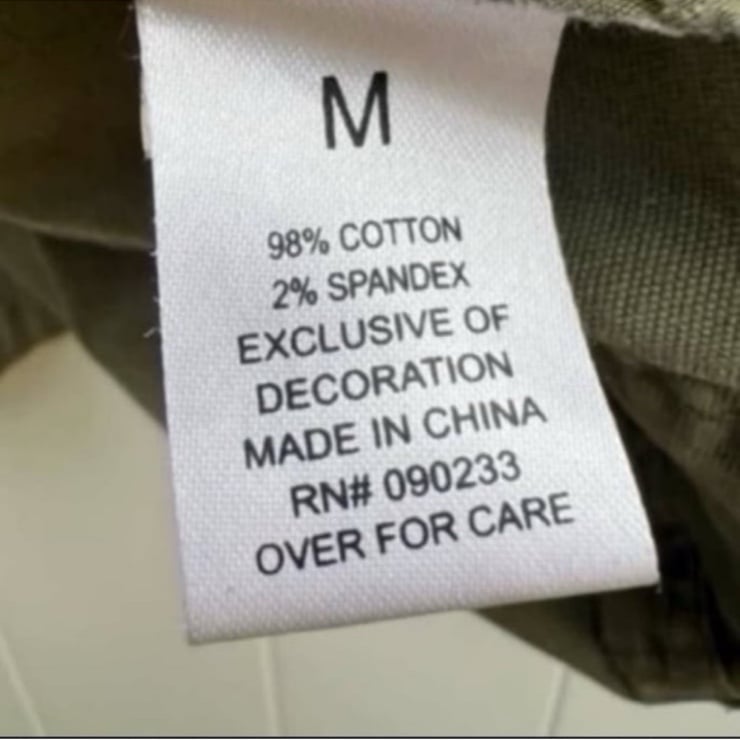 M
98% COTTON
2% SPANDEX
EXCLUSIVE OF
DECORATION
MADE IN CHINA
RN# 090233
OVER FOR CARE